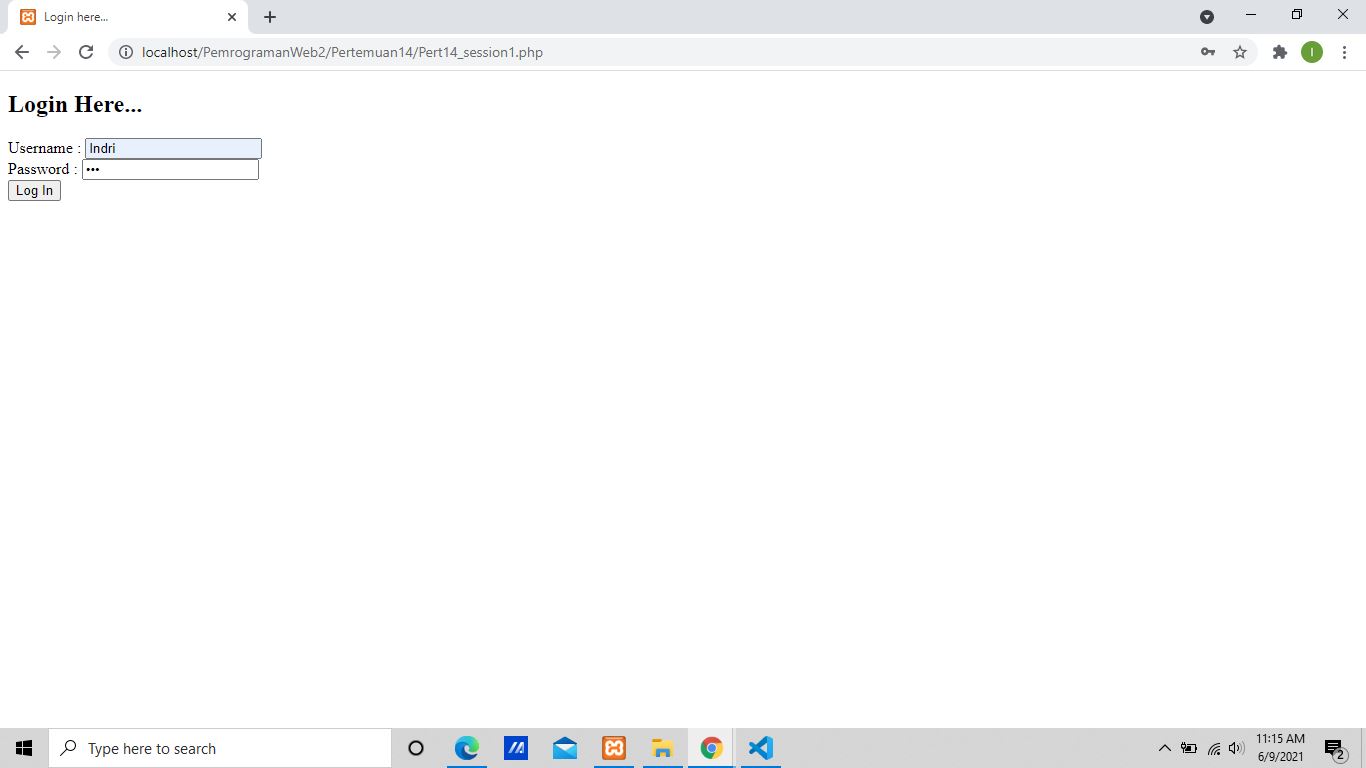 Login here...
localhost/PemrogramanWeb2/Pertemuan14/Pert14_session1.php
I
Login Here...
Username : Indri
Password : •••
Log In
Type here to search
11:15 AM
6/9/2021
2